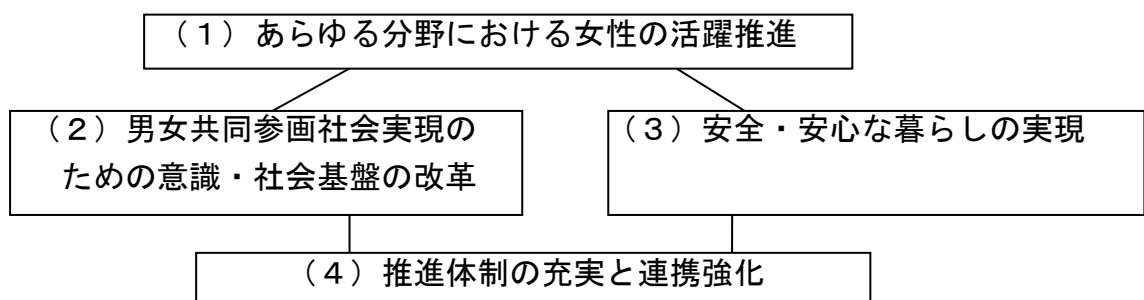 （１）あらゆる分野における女性の活躍推進
（２）男女共同参画社会実現の
ための意識・社会基盤の改革
（３）安全・安心な暮らしの実現
（４）推進体制の充実と連携強化